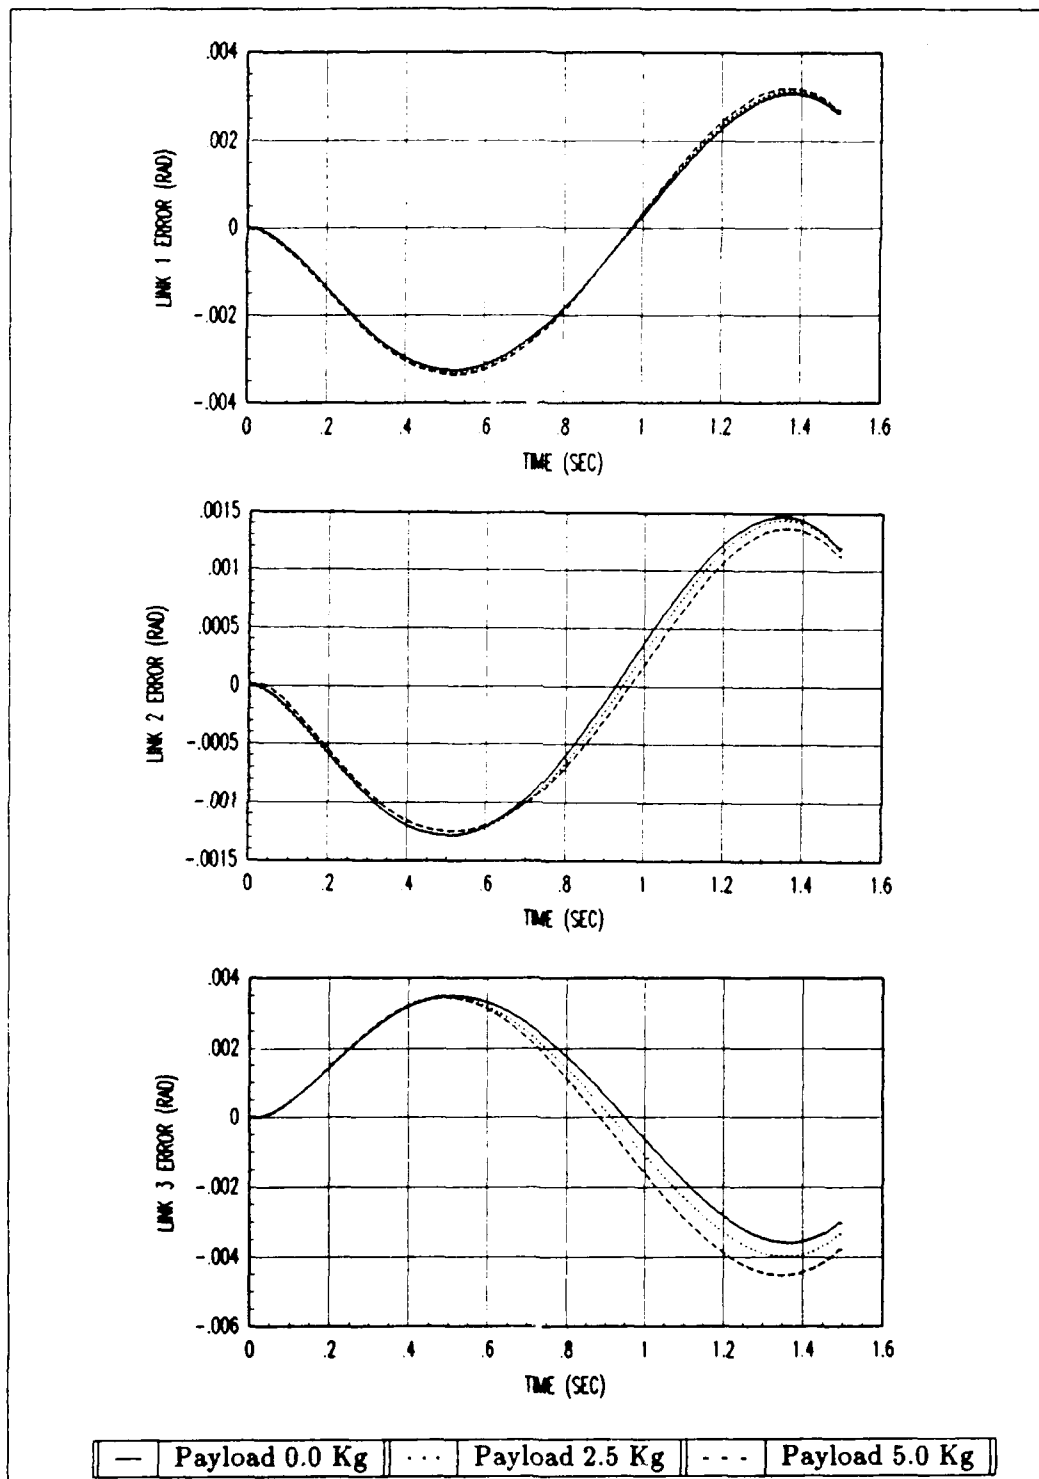 .004
.002
0
-.002
-.004
LINK 1 ERROR (RAD)
0 .2 .4 .6 .8 1 1.2 1.4 1.6
TIME (SEC)
.0015
.001
.0005
0
-.0005
-.001
-.0015
LINK 2 ERROR (RAD)
0 .2 .4 .6 .8 1 1.2 1.4 1.6
TIME (SEC)
.004
.002
0
-.002
-.004
-.006
LINK 3 ERROR (RAD)
0 .2 .4 .6 .8 1 1.2 1.4 1.6
TIME (SEC)
— Payload 0.0 Kg ··· Payload 2.5 Kg - - - Payload 5.0 Kg